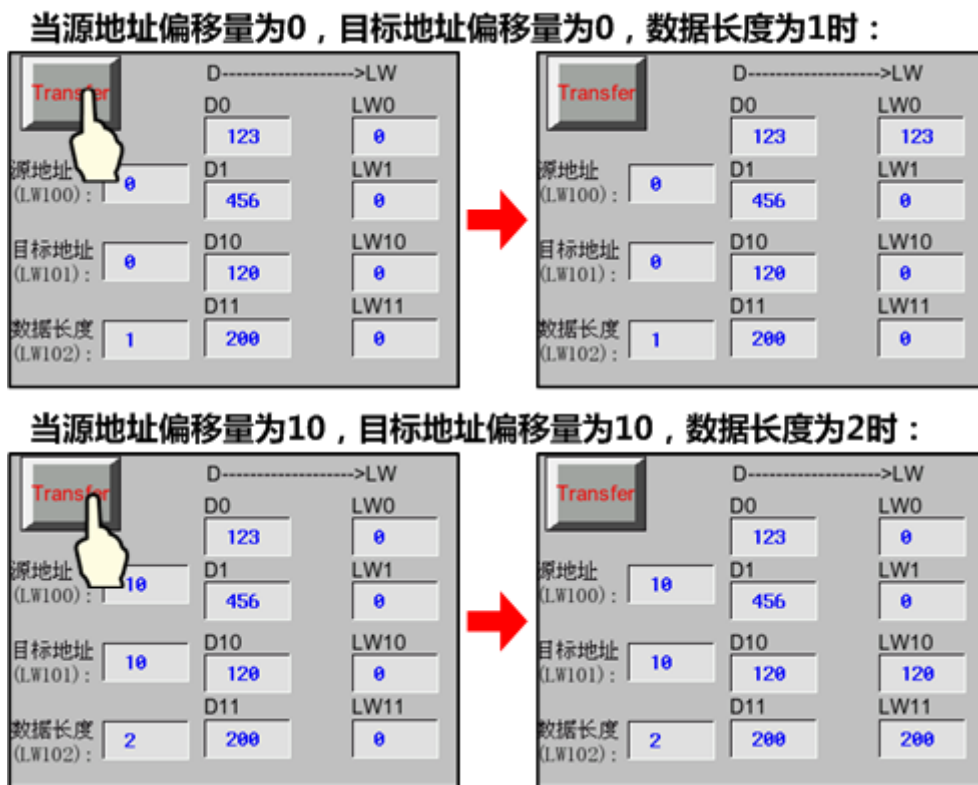 当源地址偏移量为0，目标地址偏移量为0，数据长度为1时：
Transfer
D------------------->LW
D0 LW0
123 0
源地址
(LW100): 0
D1 LW1
456 0
目标地址
(LW101): 0
D10 LW10
120 0
数据长度
(LW102): 1
D11 LW11
200 0
Transfer
D------------------->LW
D0 LW0
123 123
源地址
(LW100): 0
D1 LW1
456 0
目标地址
(LW101): 0
D10 LW10
120 0
数据长度
(LW102): 1
D11 LW11
200 0
当源地址偏移量为10，目标地址偏移量为10，数据长度为2时：
Transfer
D------------------->LW
D0 LW0
123 0
源地址
(LW100): 10
D1 LW1
456 0
目标地址
(LW101): 10
D10 LW10
120 0
数据长度
(LW102): 2
D11 LW11
200 0
Transfer
D------------------->LW
D0 LW0
123 0
源地址
(LW100): 10
D1 LW1
456 0
目标地址
(LW101): 10
D10 LW10
120 120
数据长度
(LW102): 2
D11 LW11
200 200